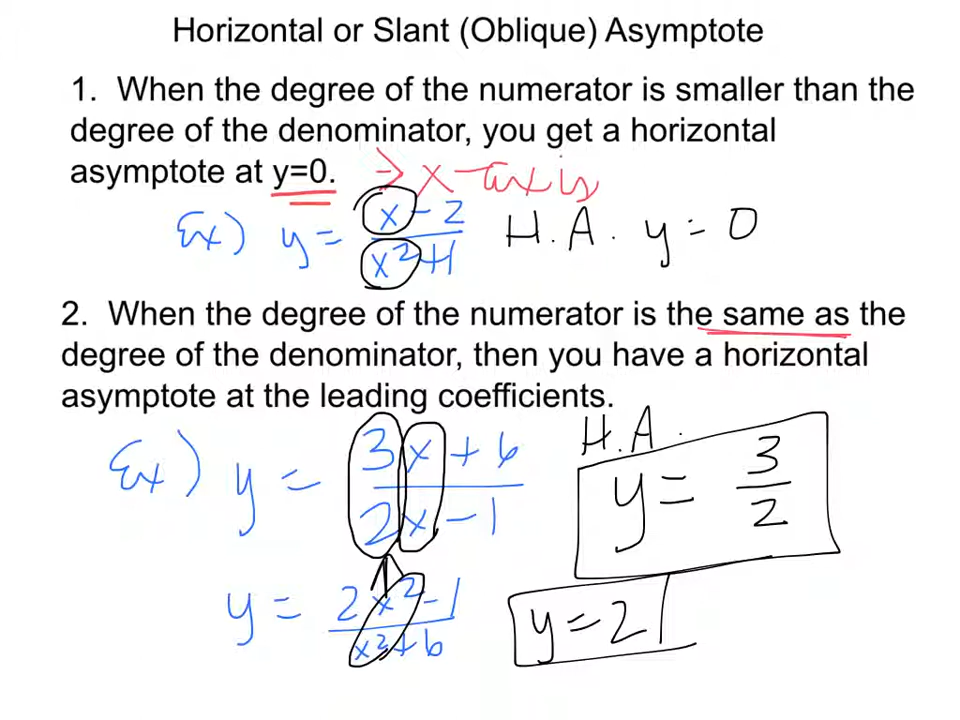 Horizontal or Slant (Oblique) Asymptote
1. When the degree of the numerator is smaller than the
degree of the denominator, you get a horizontal
asymptote at y=0. → x-axis
Ex) y = (x - 2)/(x²+1) H.A. y = 0
2. When the degree of the numerator is the same as the
degree of the denominator, then you have a horizontal
asymptote at the leading coefficients.
Ex) y = (3x + 6)/(2x - 1) H.A. y = 3/2
y = (2x² - 1)/(x² + 6) y = 2